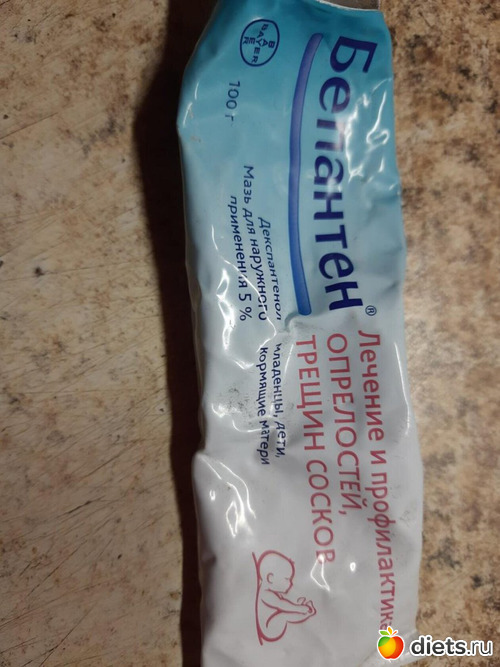 BAYER
100 г
Бепантен®
Декспантенол
Мазь для наружного
применения 5 %
младенцы, дети,
кормящие матери
Лечение и профилактика
ОПРЕЛОСТЕЙ,
ТРЕЩИН СОСКОВ
diets.ru